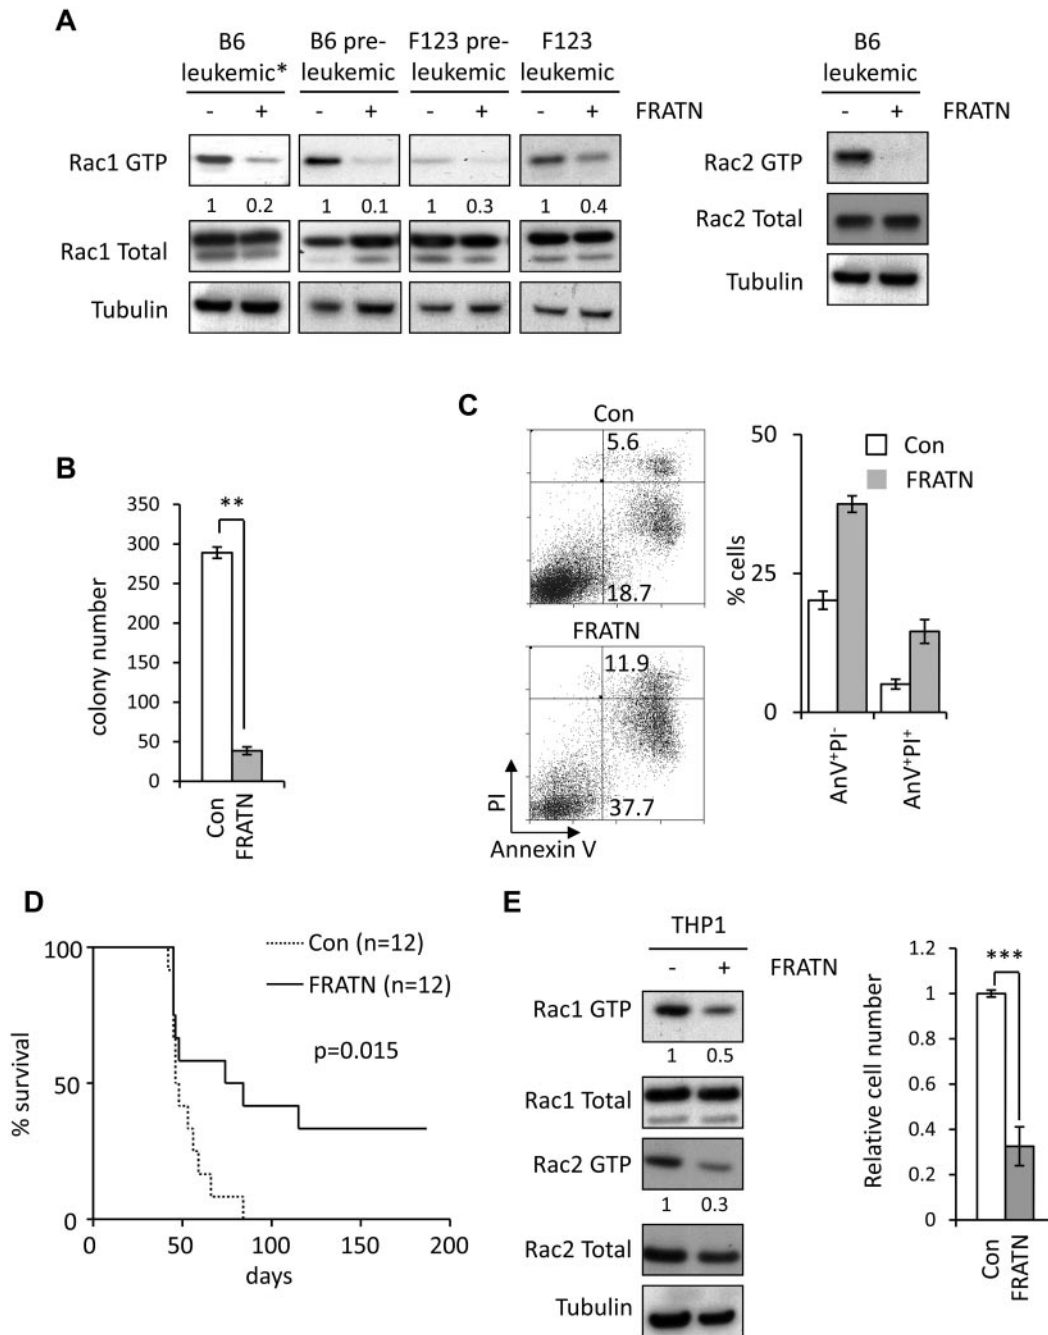 A
B6 leukemic*
B6 pre-leukemic
F123 pre-leukemic
F123 leukemic
- + - + - + - + FRATN
Rac1 GTP
1 0.2 1 0.1 1 0.3 1 0.4
Rac1 Total
Tubulin
B6 leukemic
- + FRATN
Rac2 GTP
Rac2 Total
Tubulin
B
colony number
350
300
250
200
150
100
50
0
**
Con
FRATN
C
Con
5.6
18.7
FRATN
11.9
37.7
PI
Annexin V
% cells
50
25
0
Con
FRATN
AnV⁺PI⁻
AnV⁺PI⁺
D
% survival
100
50
0
0 50 100 150 200
days
Con (n=12)
FRATN (n=12)
p=0.015
E
THP1
- + FRATN
Rac1 GTP
1 0.5
Rac1 Total
Rac2 GTP
1 0.3
Rac2 Total
Tubulin
Relative cell number
1.2
1
0.8
0.6
0.4
0.2
0
***
Con
FRATN